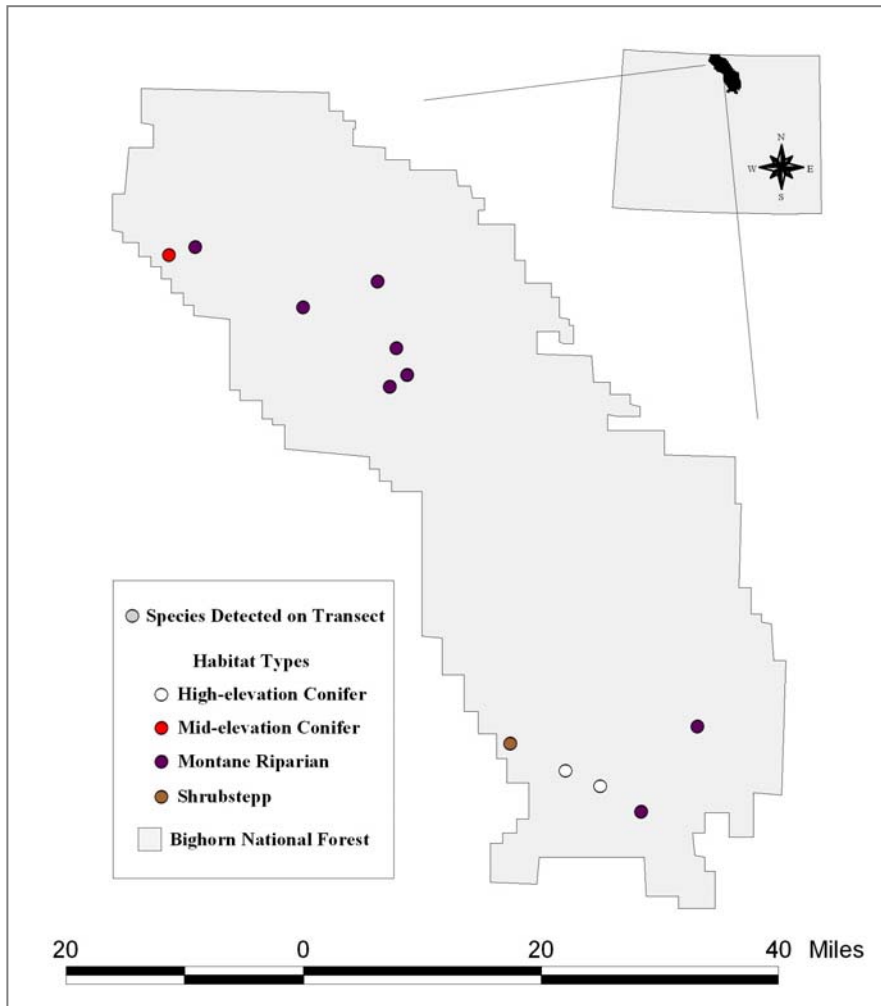 N
W E
S
Species Detected on Transect
Habitat Types
High-elevation Conifer
Mid-elevation Conifer
Montane Riparian
Shrubstepp
Bighorn National Forest
20 0 20 40 Miles